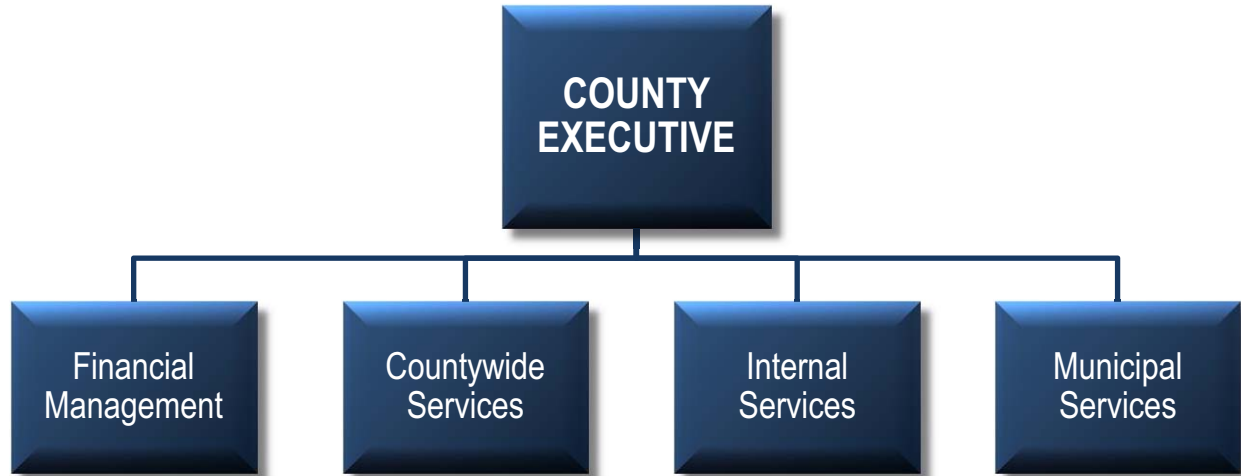 COUNTY
EXECUTIVE
Financial
Management
Countywide
Services
Internal
Services
Municipal
Services